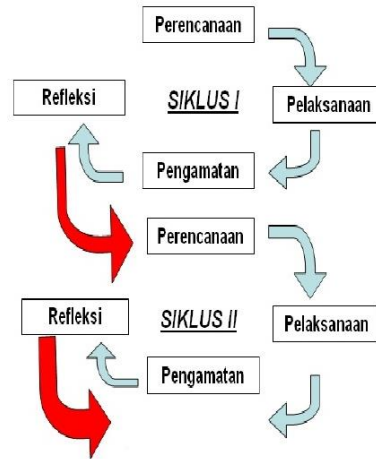 Perencanaan
Refleksi
SIKLUS I
Pelaksanaan
Pengamatan
Perencanaan
Refleksi
SIKLUS II
Pelaksanaan
Pengamatan